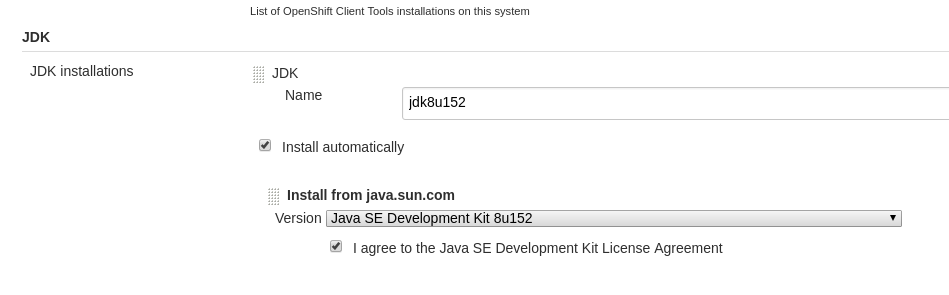 List of OpenShift Client Tools installations on this system
JDK
JDK installations
JDK
Name
jdk8u152
Install automatically
Install from java.sun.com
Version Java SE Development Kit 8u152
I agree to the Java SE Development Kit License Agreement